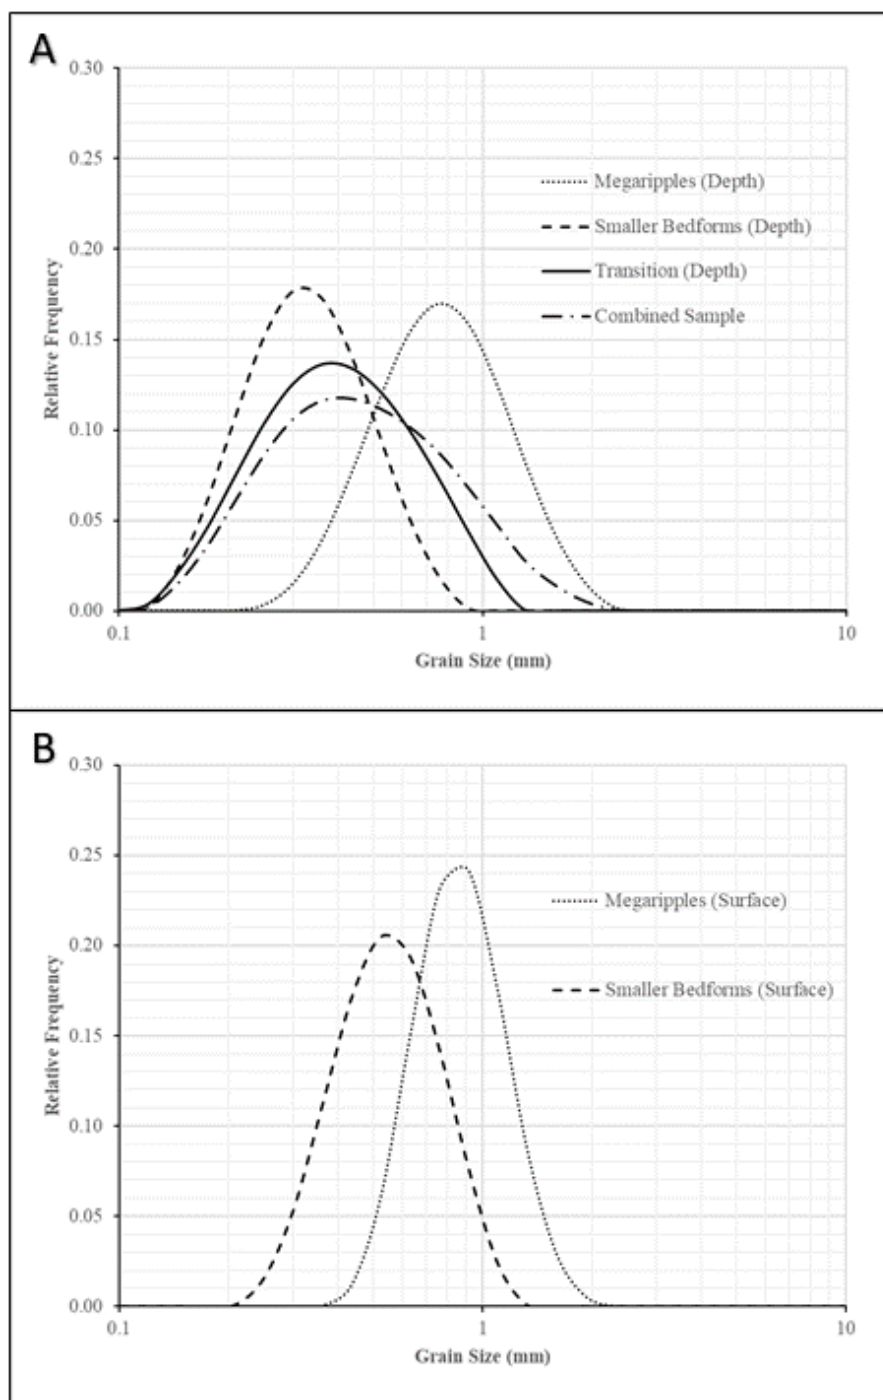 A
0.30
0.25
0.20
0.15
0.10
0.05
0.00
Relative Frequency
Megaripples (Depth)
Smaller Bedforms (Depth)
Transition (Depth)
Combined Sample
0.1 1 10
Grain Size (mm)
B
0.30
0.25
0.20
0.15
0.10
0.05
0.00
Relative Frequency
Megaripples (Surface)
Smaller Bedforms (Surface)
0.1 1 10
Grain Size (mm)